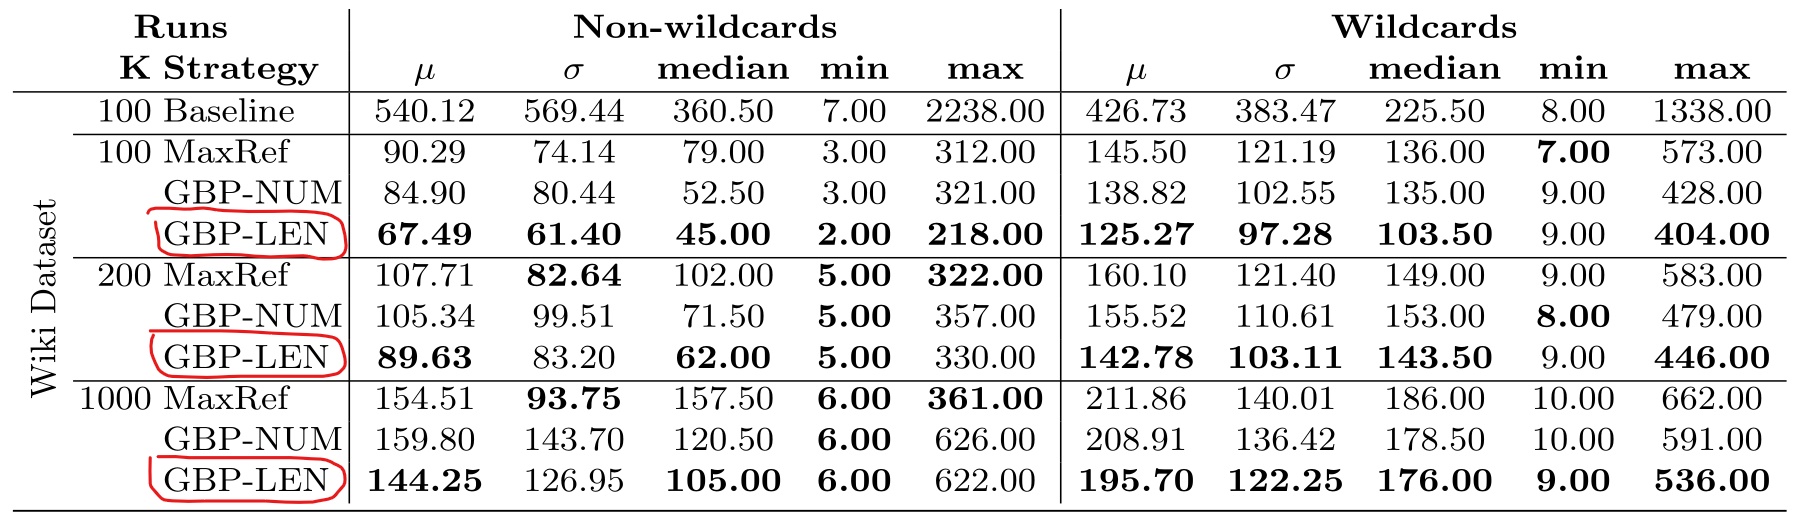 Runs Non-wildcards Wildcards
K Strategy μ σ median min max μ σ median min max
Wiki Dataset
100 Baseline 540.12 569.44 360.50 7.00 2238.00 426.73 383.47 225.50 8.00 1338.00
100 MaxRef 90.29 74.14 79.00 3.00 312.00 145.50 121.19 136.00 7.00 573.00
GBP-NUM 84.90 80.44 52.50 3.00 321.00 138.82 102.55 135.00 9.00 428.00
GBP-LEN 67.49 61.40 45.00 2.00 218.00 125.27 97.28 103.50 9.00 404.00
200 MaxRef 107.71 82.64 102.00 5.00 322.00 160.10 121.40 149.00 9.00 583.00
GBP-NUM 105.34 99.51 71.50 5.00 357.00 155.52 110.61 153.00 8.00 479.00
GBP-LEN 89.63 83.20 62.00 5.00 330.00 142.78 103.11 143.50 9.00 446.00
1000 MaxRef 154.51 93.75 157.50 6.00 361.00 211.86 140.01 186.00 10.00 662.00
GBP-NUM 159.80 143.70 120.50 6.00 626.00 208.91 136.42 178.50 10.00 591.00
GBP-LEN 144.25 126.95 105.00 6.00 622.00 195.70 122.25 176.00 9.00 536.00